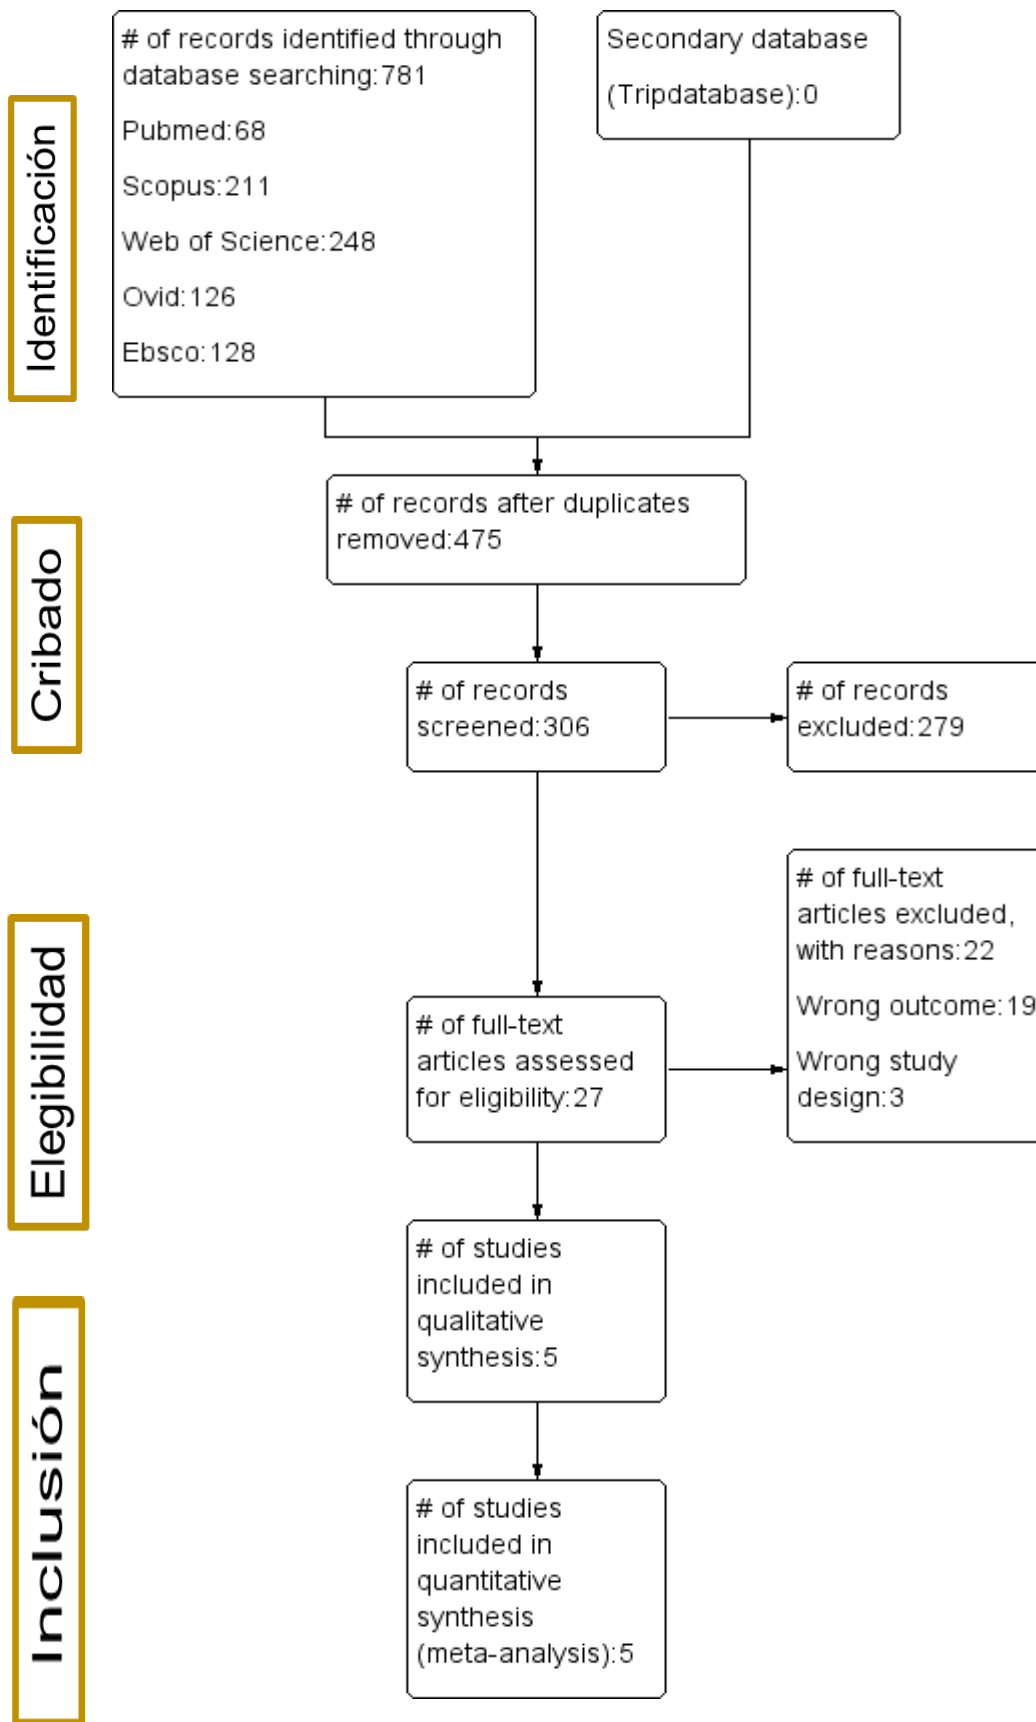 Identificación
# of records identified through
database searching:781
Pubmed:68
Scopus:211
Web of Science:248
Ovid:126
Ebsco:128
Secondary database
(Tripdatabase):0
Cribado
# of records after duplicates
removed:475
# of records
screened:306
# of records
excluded:279
Elegibilidad
# of full-text
articles assessed
for eligibility:27
# of full-text
articles excluded,
with reasons:22
Wrong outcome:19
Wrong study
design:3
Inclusión
# of studies
included in
qualitative
synthesis:5
# of studies
included in
quantitative
synthesis
(meta-analysis):5